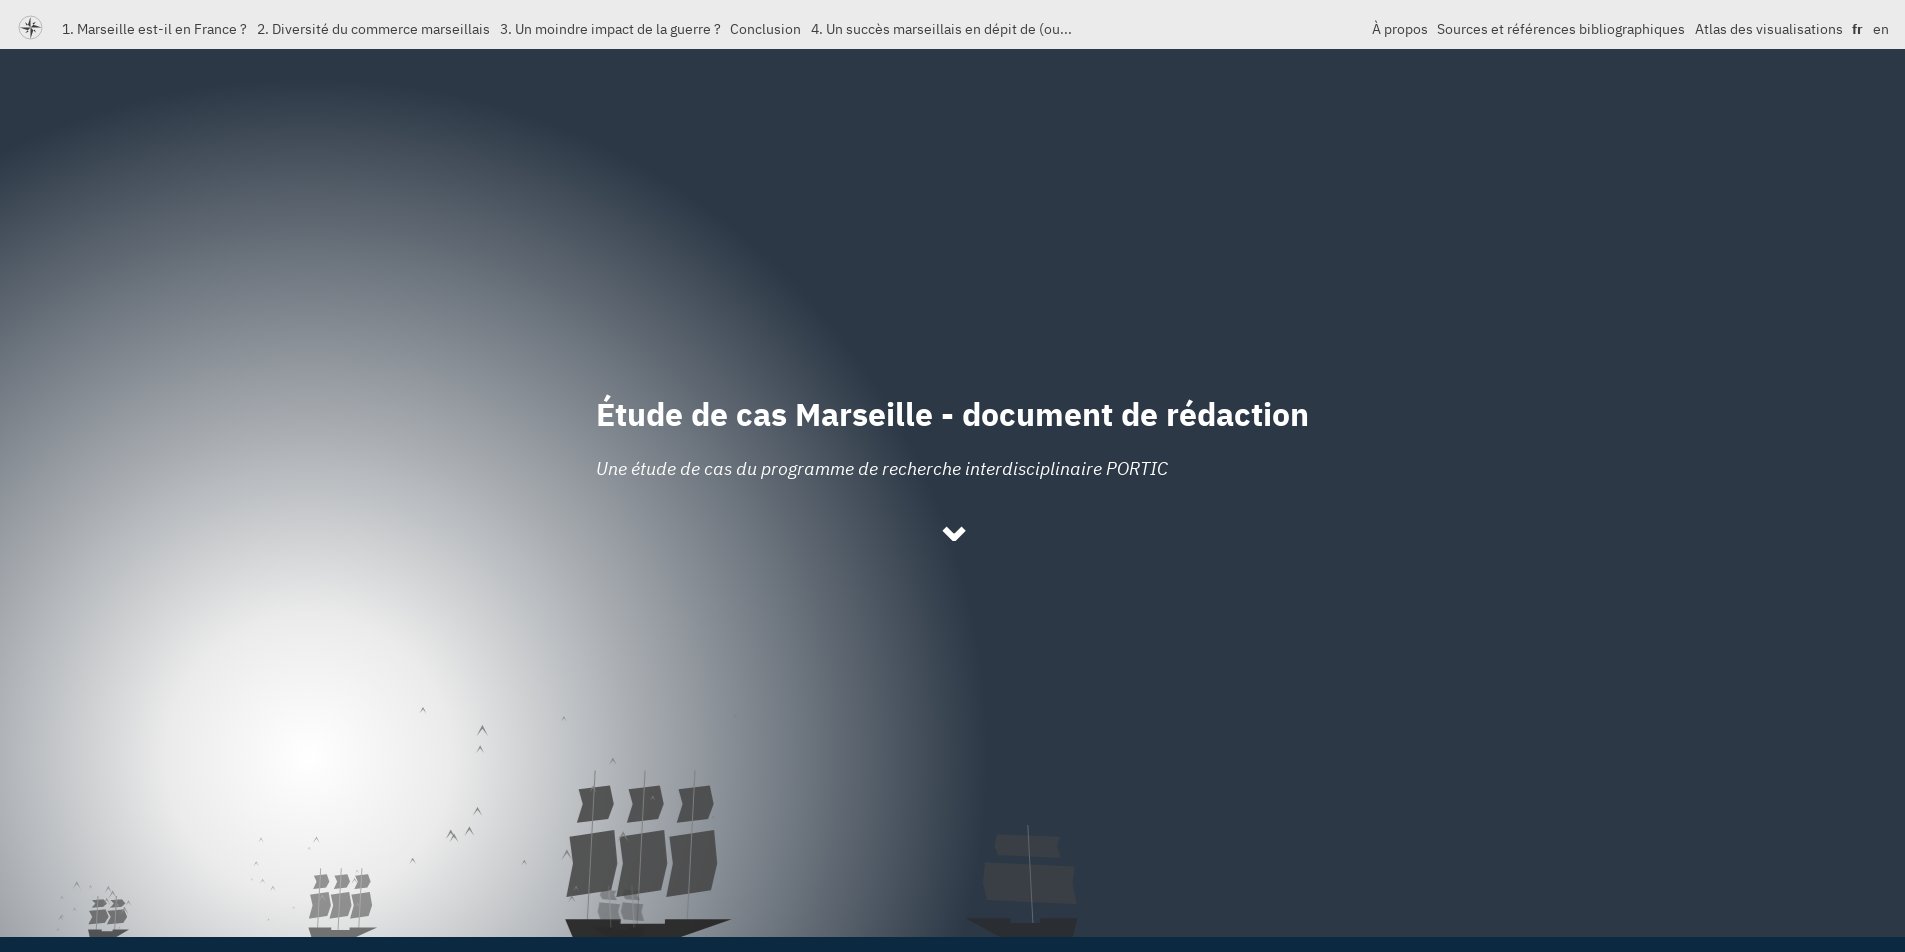 1. Marseille est-il en France ? 2. Diversité du commerce marseillais 3. Un moindre impact de la guerre ? Conclusion 4. Un succès marseillais en dépit de (ou... À propos Sources et références bibliographiques Atlas des visualisations fr en
Étude de cas Marseille - document de rédaction
Une étude de cas du programme de recherche interdisciplinaire PORTIC